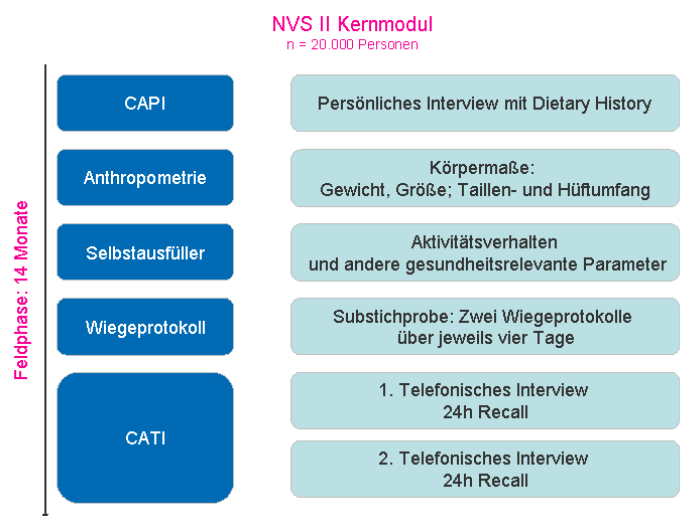 NVS II Kernmodul
n = 20.000 Personen
Feldphase: 14 Monate
CAPI
Persönliches Interview mit Dietary History
Anthropometrie
Körpermaße:
Gewicht, Größe; Taillen- und Hüftumfang
Selbstausfüller
Aktivitätsverhalten
und andere gesundheitsrelevante Parameter
Wiegeprotokoll
Substichprobe: Zwei Wiegeprotokolle
über jeweils vier Tage
CATI
1. Telefonisches Interview
24h Recall
2. Telefonisches Interview
24h Recall